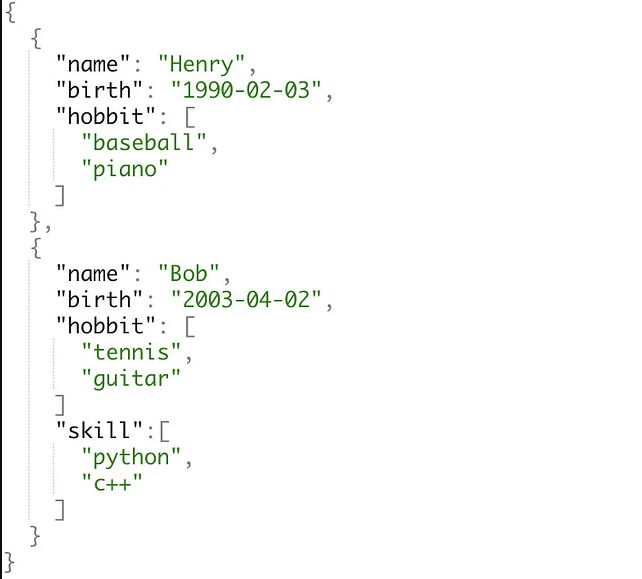 {
  {
    "name": "Henry",
    "birth": "1990-02-03",
    "hobbit": [
      "baseball",
      "piano"
    ]
  },
  {
    "name": "Bob",
    "birth": "2003-04-02",
    "hobbit": [
      "tennis",
      "guitar"
    ]
    "skill":[
      "python",
      "c++"
    ]
  }
}